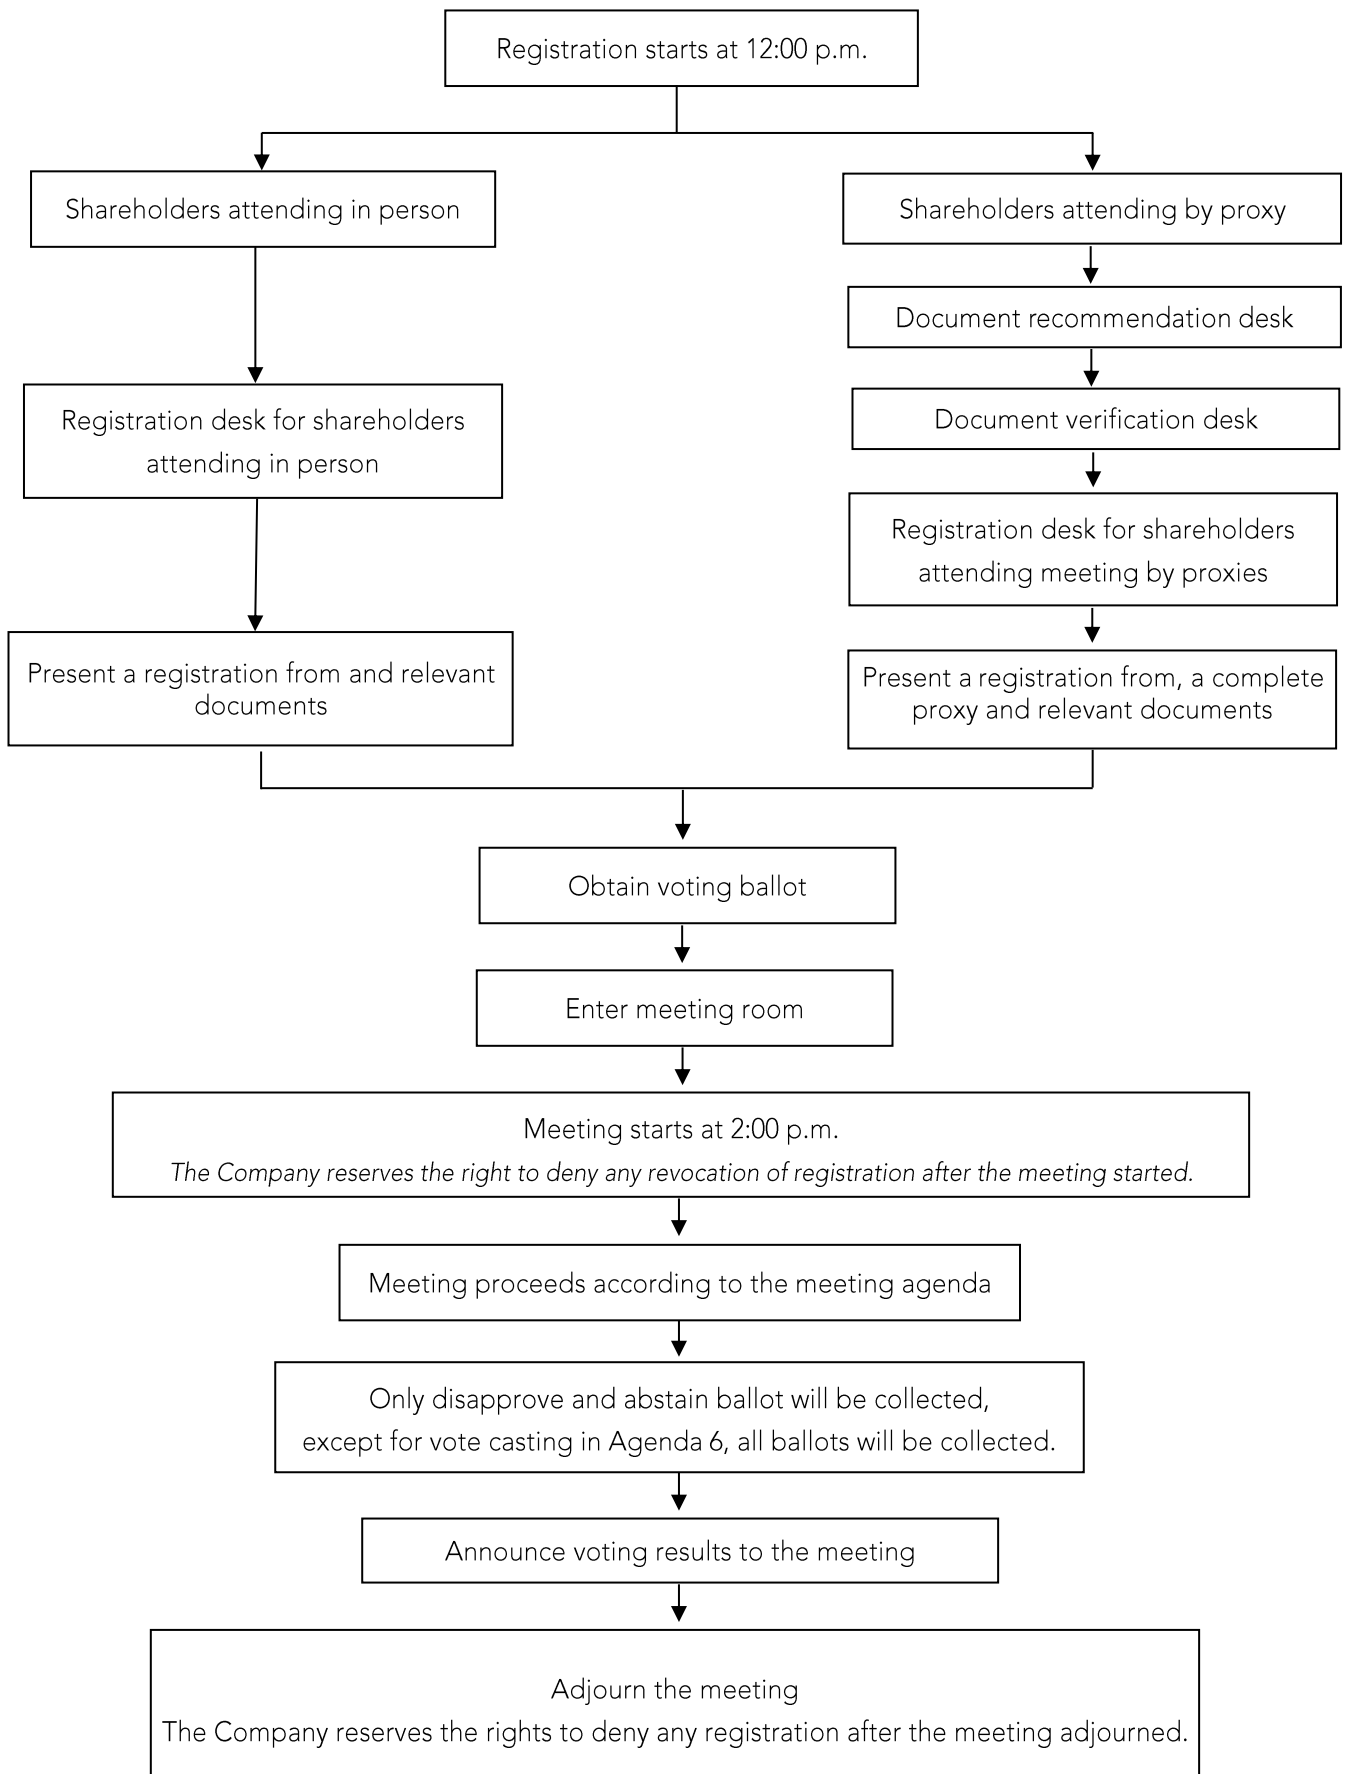 Registration starts at 12:00 p.m.
Shareholders attending in person
Shareholders attending by proxy
Document recommendation desk
Document verification desk
Registration desk for shareholders
attending in person
Registration desk for shareholders
attending meeting by proxies
Present a registration from and relevant
documents
Present a registration from, a complete
proxy and relevant documents
Obtain voting ballot
Enter meeting room
Meeting starts at 2:00 p.m.
The Company reserves the right to deny any revocation of registration after the meeting started.
Meeting proceeds according to the meeting agenda
Only disapprove and abstain ballot will be collected,
except for vote casting in Agenda 6, all ballots will be collected.
Announce voting results to the meeting
Adjourn the meeting
The Company reserves the rights to deny any registration after the meeting adjourned.